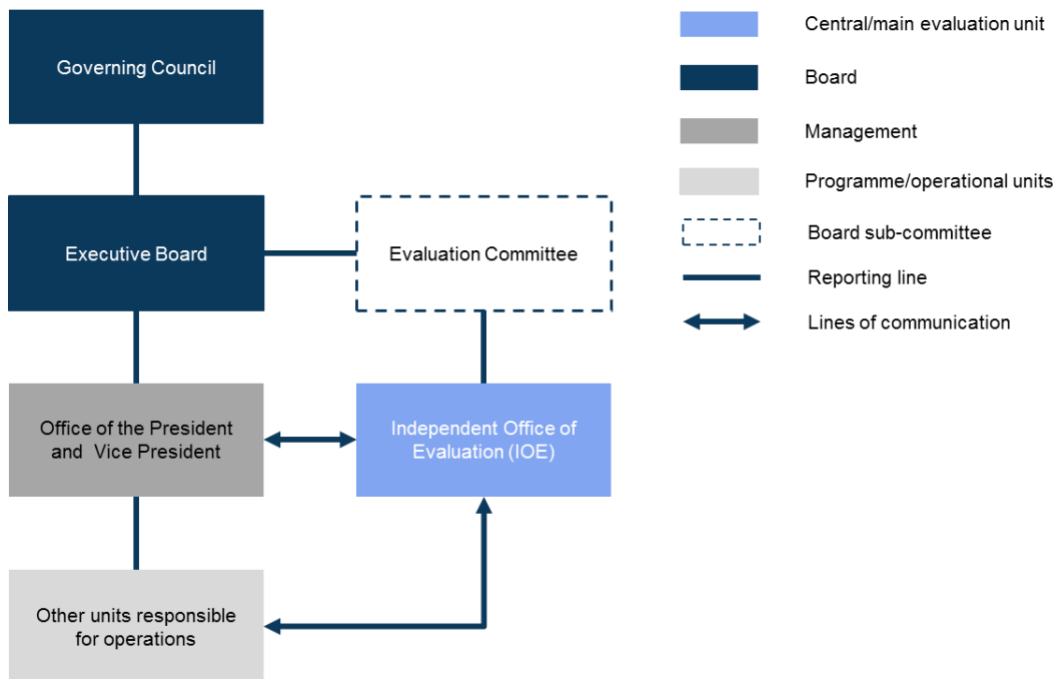 Governing Council
Executive Board
Evaluation Committee
Office of the President
and Vice President
Independent Office of
Evaluation (IOE)
Other units responsible
for operations
Central/main evaluation unit
Board
Management
Programme/operational units
Board sub-committee
Reporting line
Lines of communication